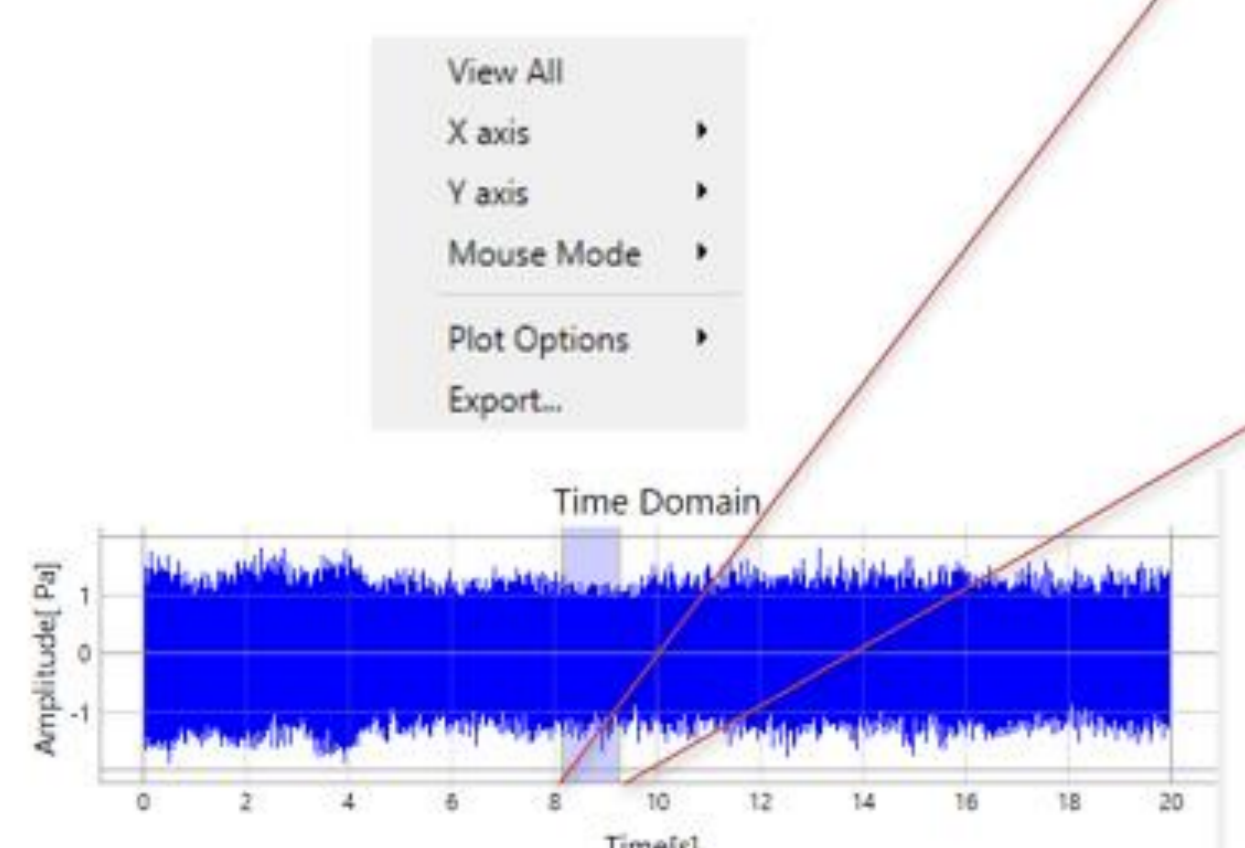 View All
X axis
Y axis
Mouse Mode
Plot Options
Export...
Time Domain
Amplitude[ Pa]
1
0
-1
0 2 4 6 8 10 12 14 16 18 20
Time[s]